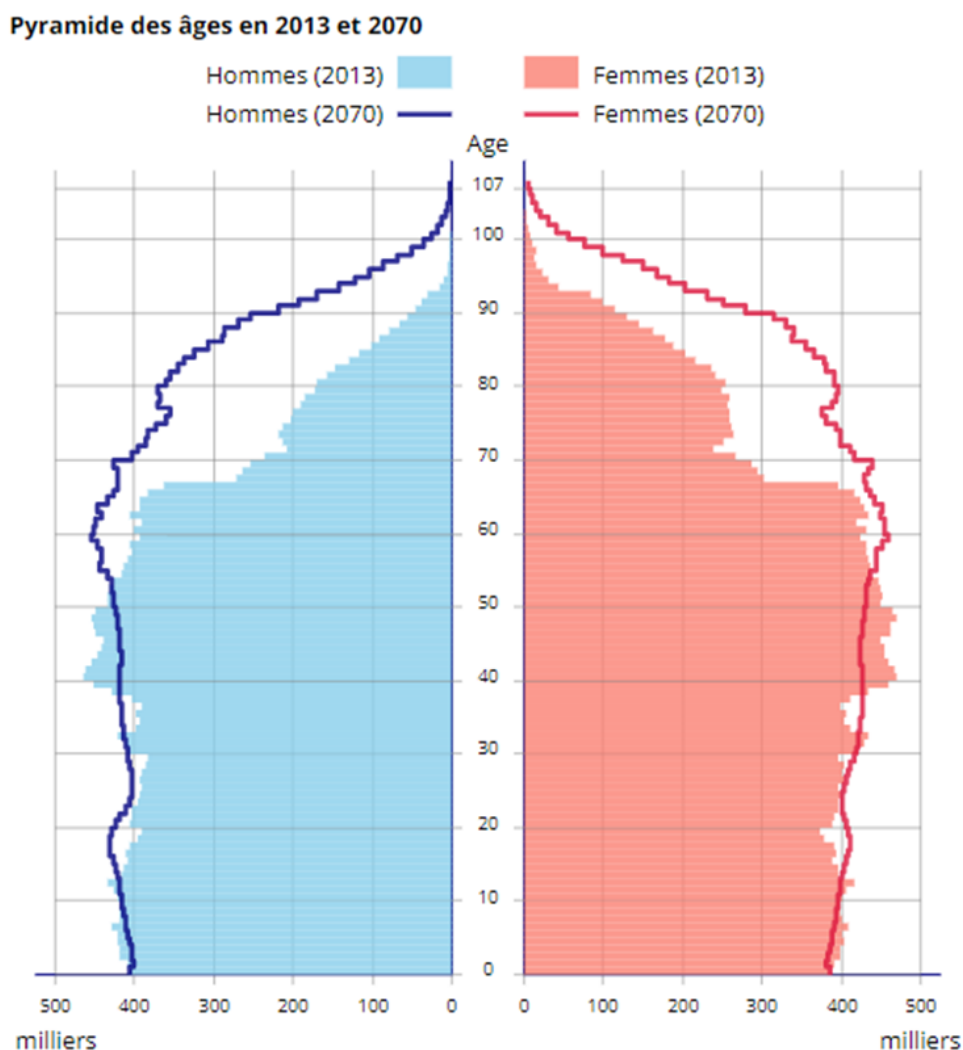 Pyramide des âges en 2013 et 2070
Hommes (2013) Femmes (2013)
Hommes (2070) Femmes (2070)
Age
107
100
90
80
70
60
50
40
30
20
10
0
500 400 300 200 100 0 0 100 200 300 400 500
milliers milliers